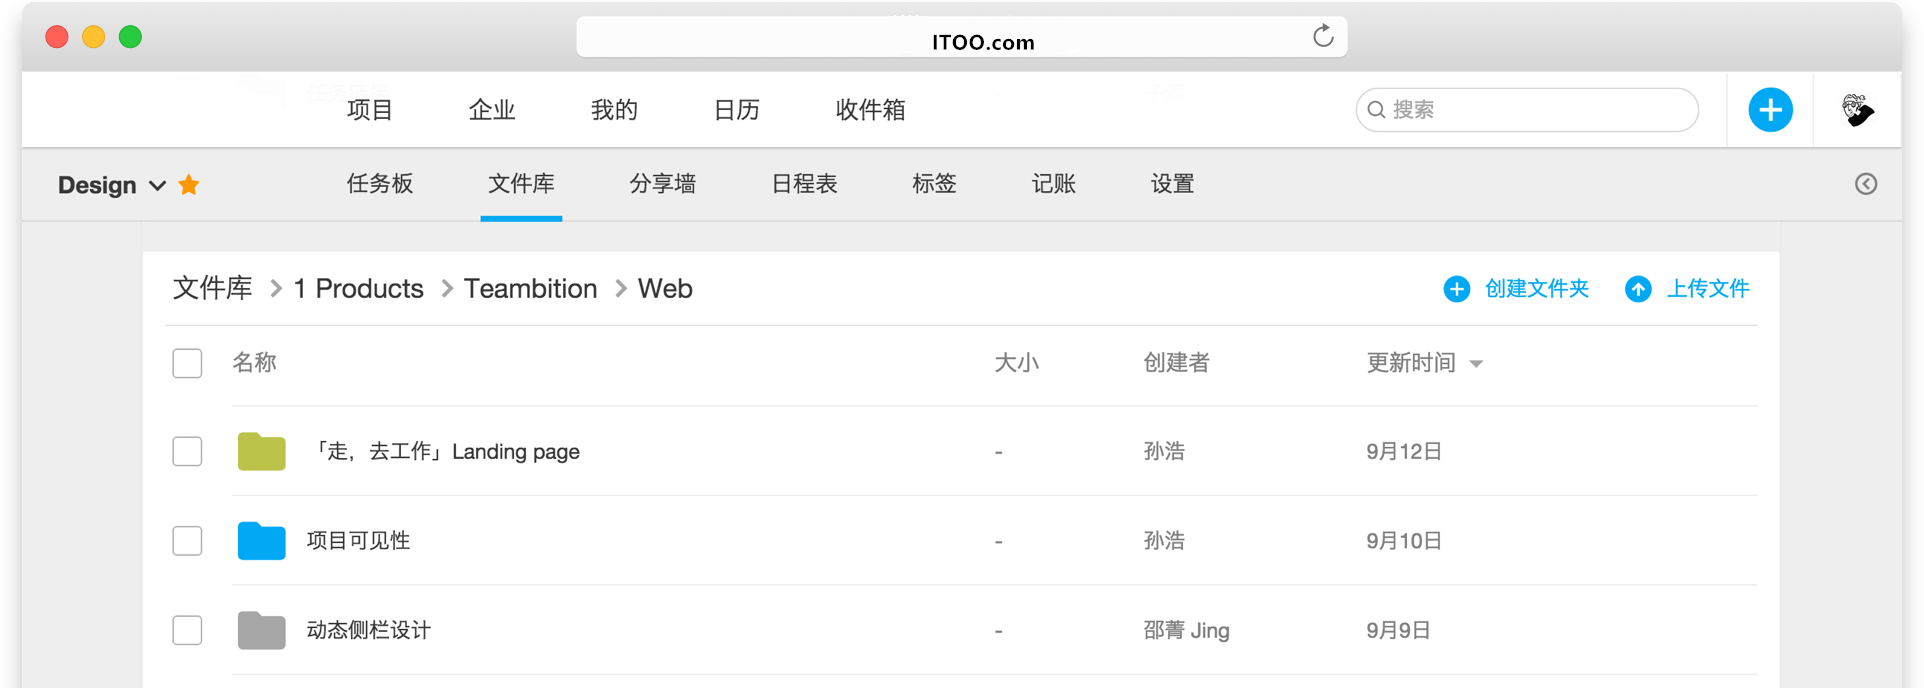 ITOO.com
项目 企业 我的 日历 收件箱 搜索
Design 任务板 文件库 分享墙 日程表 标签 记账 设置
文件库 1 Products Teambition Web 创建文件夹 上传文件
名称 大小 创建者 更新时间
「走，去工作」Landing page - 孙浩 9月12日
项目可见性 - 孙浩 9月10日
动态侧栏设计 - 邵菁 Jing 9月9日